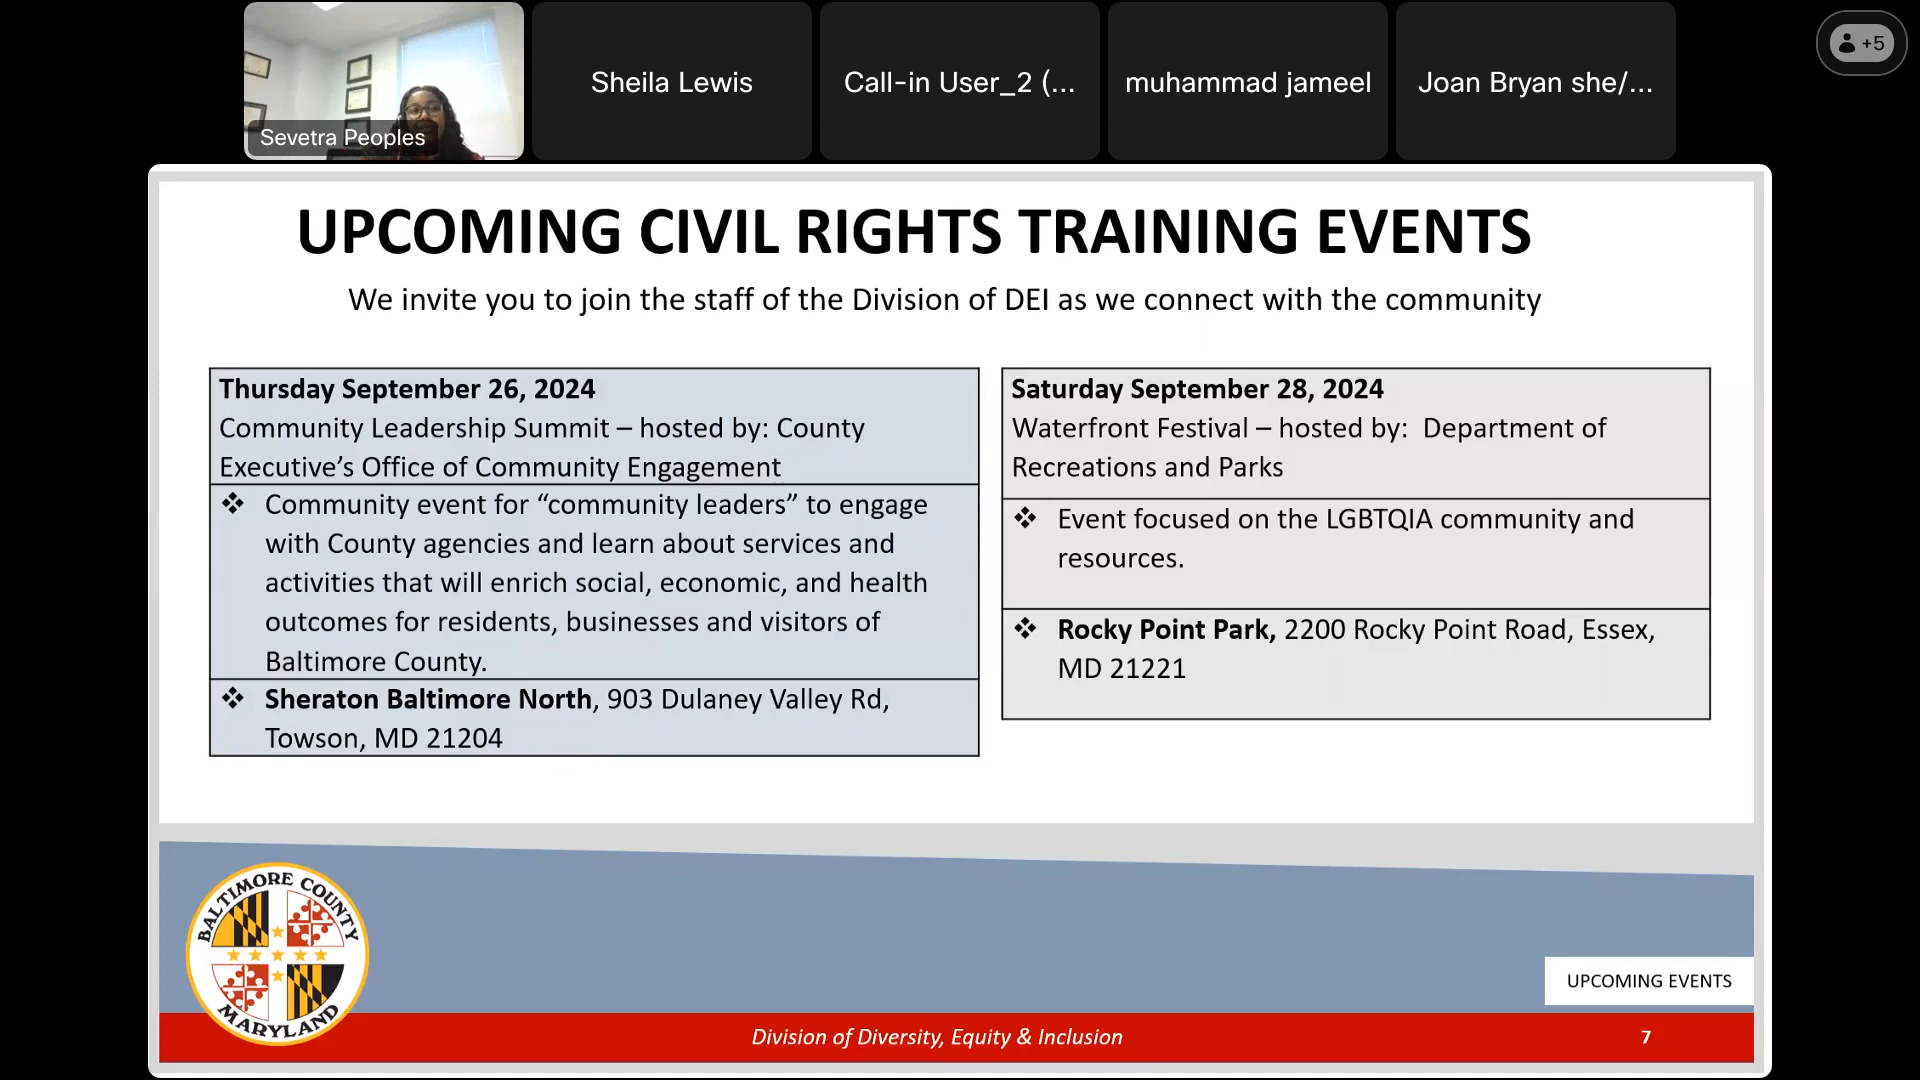 Sevetra Peoples
Sheila Lewis
Call-in User_2 (...
muhammad jameel
Joan Bryan she/...
+5
UPCOMING CIVIL RIGHTS TRAINING EVENTS
We invite you to join the staff of the Division of DEI as we connect with the community
Thursday September 26, 2024
Community Leadership Summit – hosted by: County
Executive’s Office of Community Engagement
❖ Community event for “community leaders” to engage
with County agencies and learn about services and
activities that will enrich social, economic, and health
outcomes for residents, businesses and visitors of
Baltimore County.
❖ Sheraton Baltimore North, 903 Dulaney Valley Rd,
Towson, MD 21204
Saturday September 28, 2024
Waterfront Festival – hosted by:  Department of
Recreations and Parks
❖ Event focused on the LGBTQIA community and
resources.
❖ Rocky Point Park, 2200 Rocky Point Road, Essex,
MD 21221
BALTIMORE COUNTY
MARYLAND
UPCOMING EVENTS
Division of Diversity, Equity & Inclusion
7